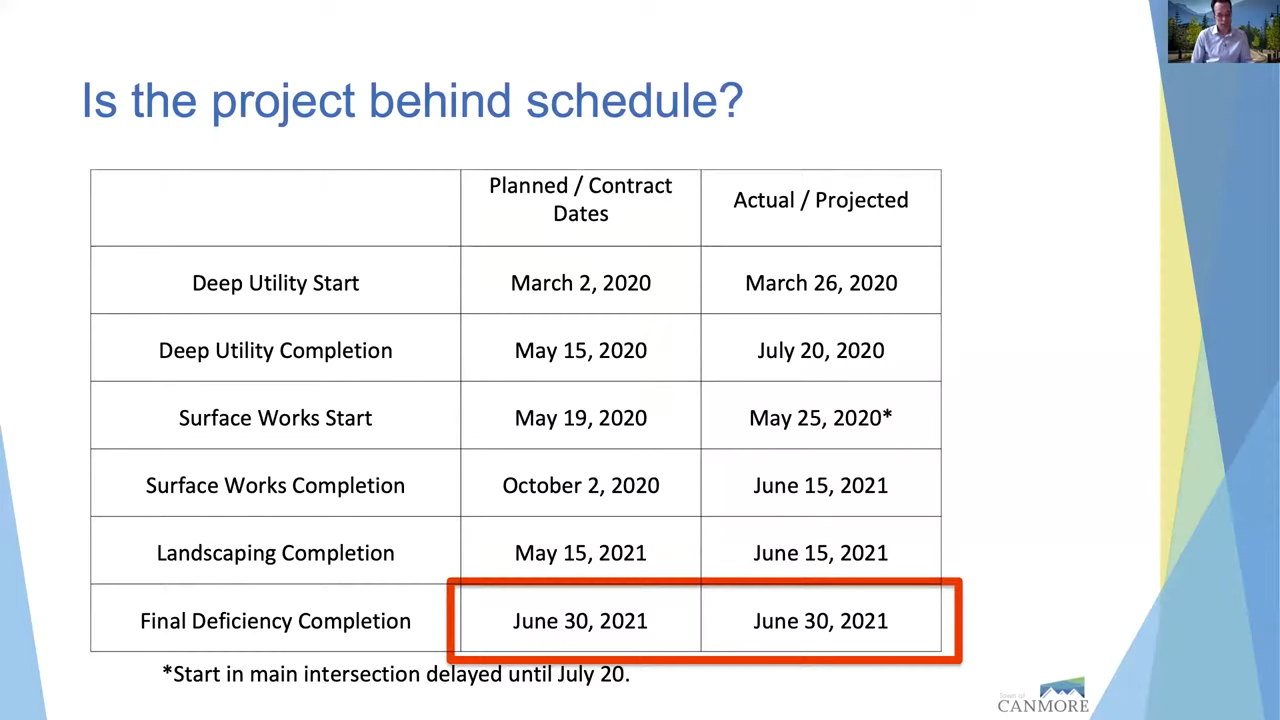 Is the project behind schedule?
Planned / Contract
Dates
Actual / Projected
Deep Utility Start
March 2, 2020
March 26, 2020
Deep Utility Completion
May 15, 2020
July 20, 2020
Surface Works Start
May 19, 2020
May 25, 2020*
Surface Works Completion
October 2, 2020
June 15, 2021
Landscaping Completion
May 15, 2021
June 15, 2021
Final Deficiency Completion
June 30, 2021
June 30, 2021
*Start in main intersection delayed until July 20.
Town of
CANMORE